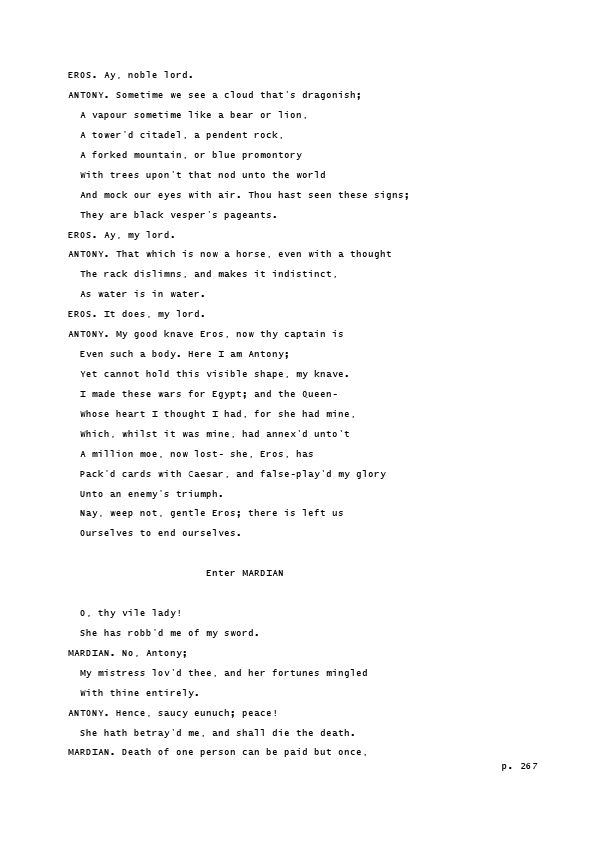 EROS. Ay, noble lord.
ANTONY. Sometime we see a cloud that's dragonish;
A vapour sometime like a bear or lion,
A tower'd citadel, a pendent rock,
A forked mountain, or blue promontory
With trees upon't that nod unto the world
And mock our eyes with air. Thou hast seen these signs;
They are black vesper's pageants.
EROS. Ay, my lord.
ANTONY. That which is now a horse, even with a thought
The rack dislimns, and makes it indistinct,
As water is in water.
EROS. It does, my lord.
ANTONY. My good knave Eros, now thy captain is
Even such a body. Here I am Antony;
Yet cannot hold this visible shape, my knave.
I made these wars for Egypt; and the Queen-
Whose heart I thought I had, for she had mine,
Which, whilst it was mine, had annex'd unto't
A million moe, now lost- she, Eros, has
Pack'd cards with Caesar, and false-play'd my glory
Unto an enemy's triumph.
Nay, weep not, gentle Eros; there is left us
Ourselves to end ourselves.
Enter MARDIAN
O, thy vile lady!
She has robb'd me of my sword.
MARDIAN. No, Antony;
My mistress lov'd thee, and her fortunes mingled
With thine entirely.
ANTONY. Hence, saucy eunuch; peace!
She hath betray'd me, and shall die the death.
MARDIAN. Death of one person can be paid but once,
p. 267